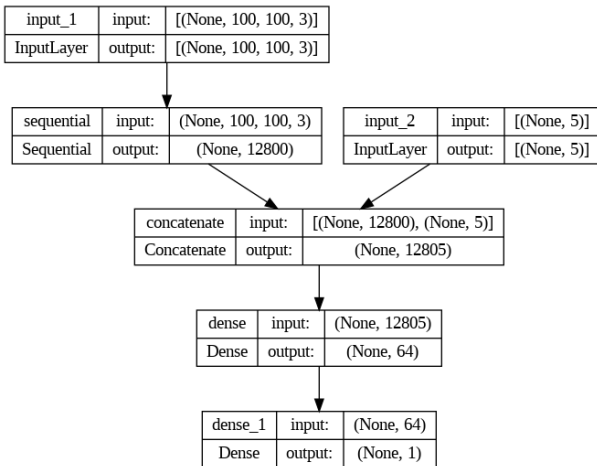 input_1 input: [(None, 100, 100, 3)]
InputLayer output: [(None, 100, 100, 3)]
sequential input: (None, 100, 100, 3)
Sequential output: (None, 12800)
input_2 input: [(None, 5)]
InputLayer output: [(None, 5)]
concatenate input: [(None, 12800), (None, 5)]
Concatenate output: (None, 12805)
dense input: (None, 12805)
Dense output: (None, 64)
dense_1 input: (None, 64)
Dense output: (None, 1)